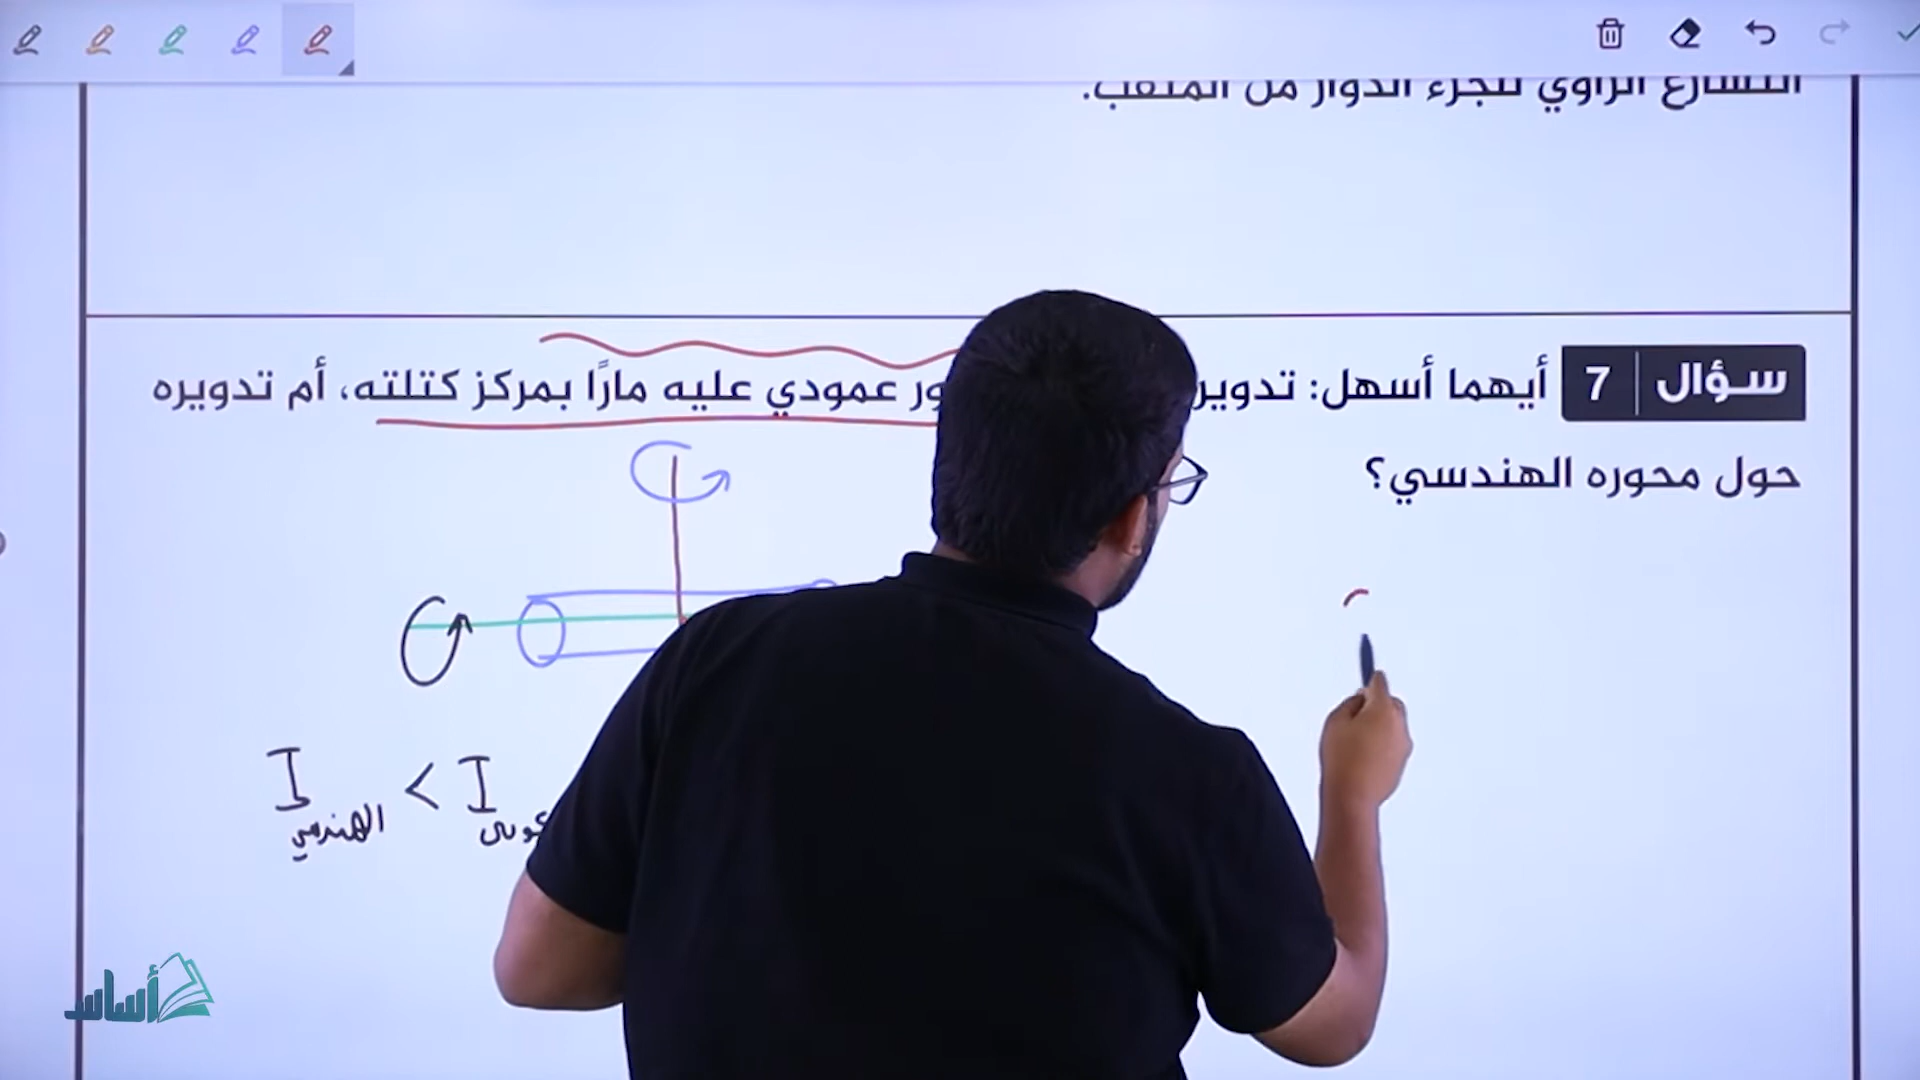 التسارع الزاوي للجزء الدوار من المثقب.
سؤال 7 أيهما أسهل: تدوير عمودي عليه مارًا بمركز كتلته، أم تدويره
حول محوره الهندسي؟
I الهندسي < I
أساس